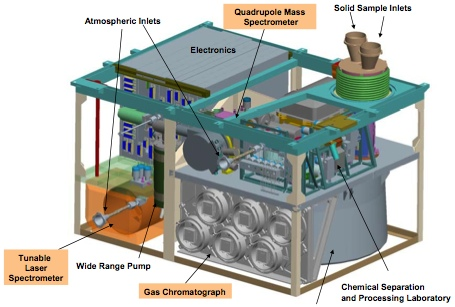 Atmospheric Inlets
Quadrupole Mass
Spectrometer
Solid Sample Inlets
Electronics
Tunable
Laser
Spectrometer
Wide Range Pump
Gas Chromatograph
Chemical Separation
and Processing Laboratory